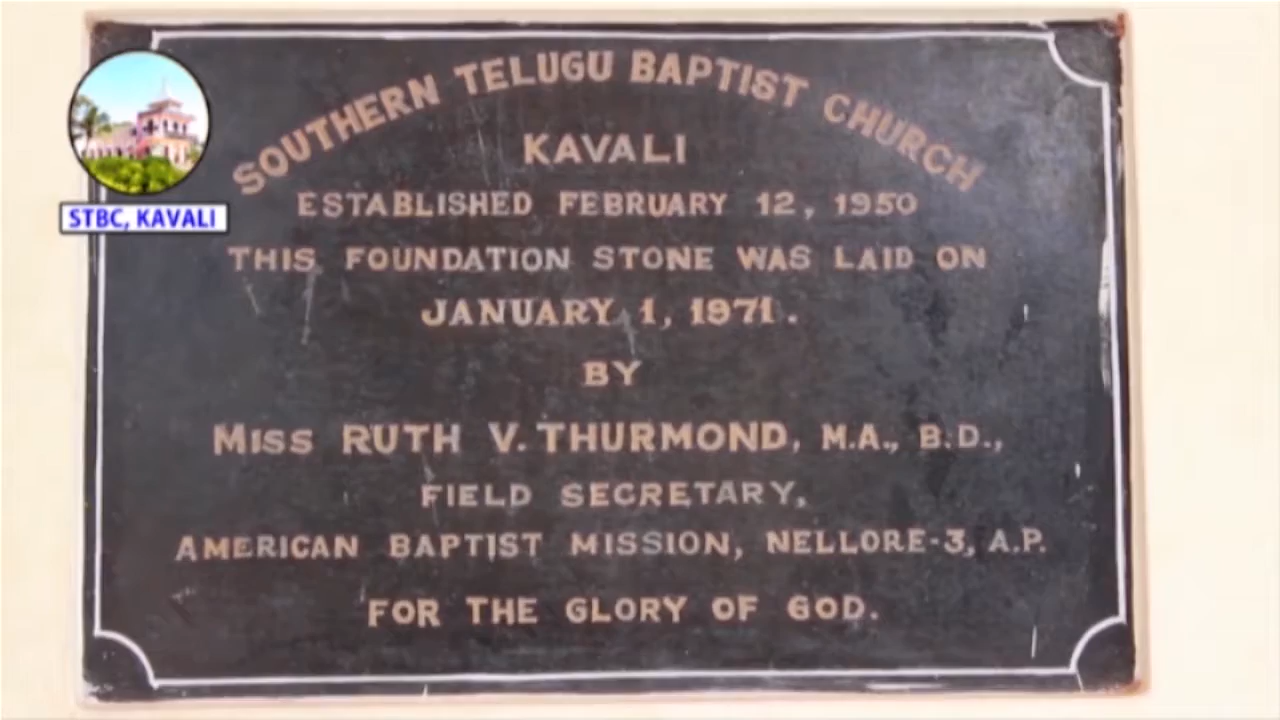 SOUTHERN TELUGU BAPTIST CHURCH
KAVALI
ESTABLISHED FEBRUARY 12, 1950
THIS FOUNDATION STONE WAS LAID ON
JANUARY 1, 1971.
BY
MISS RUTH V. THURMOND, M.A., B.D.,
FIELD SECRETARY,
AMERICAN BAPTIST MISSION, NELLORE-3, A.P.
FOR THE GLORY OF GOD.
STBC, KAVALI